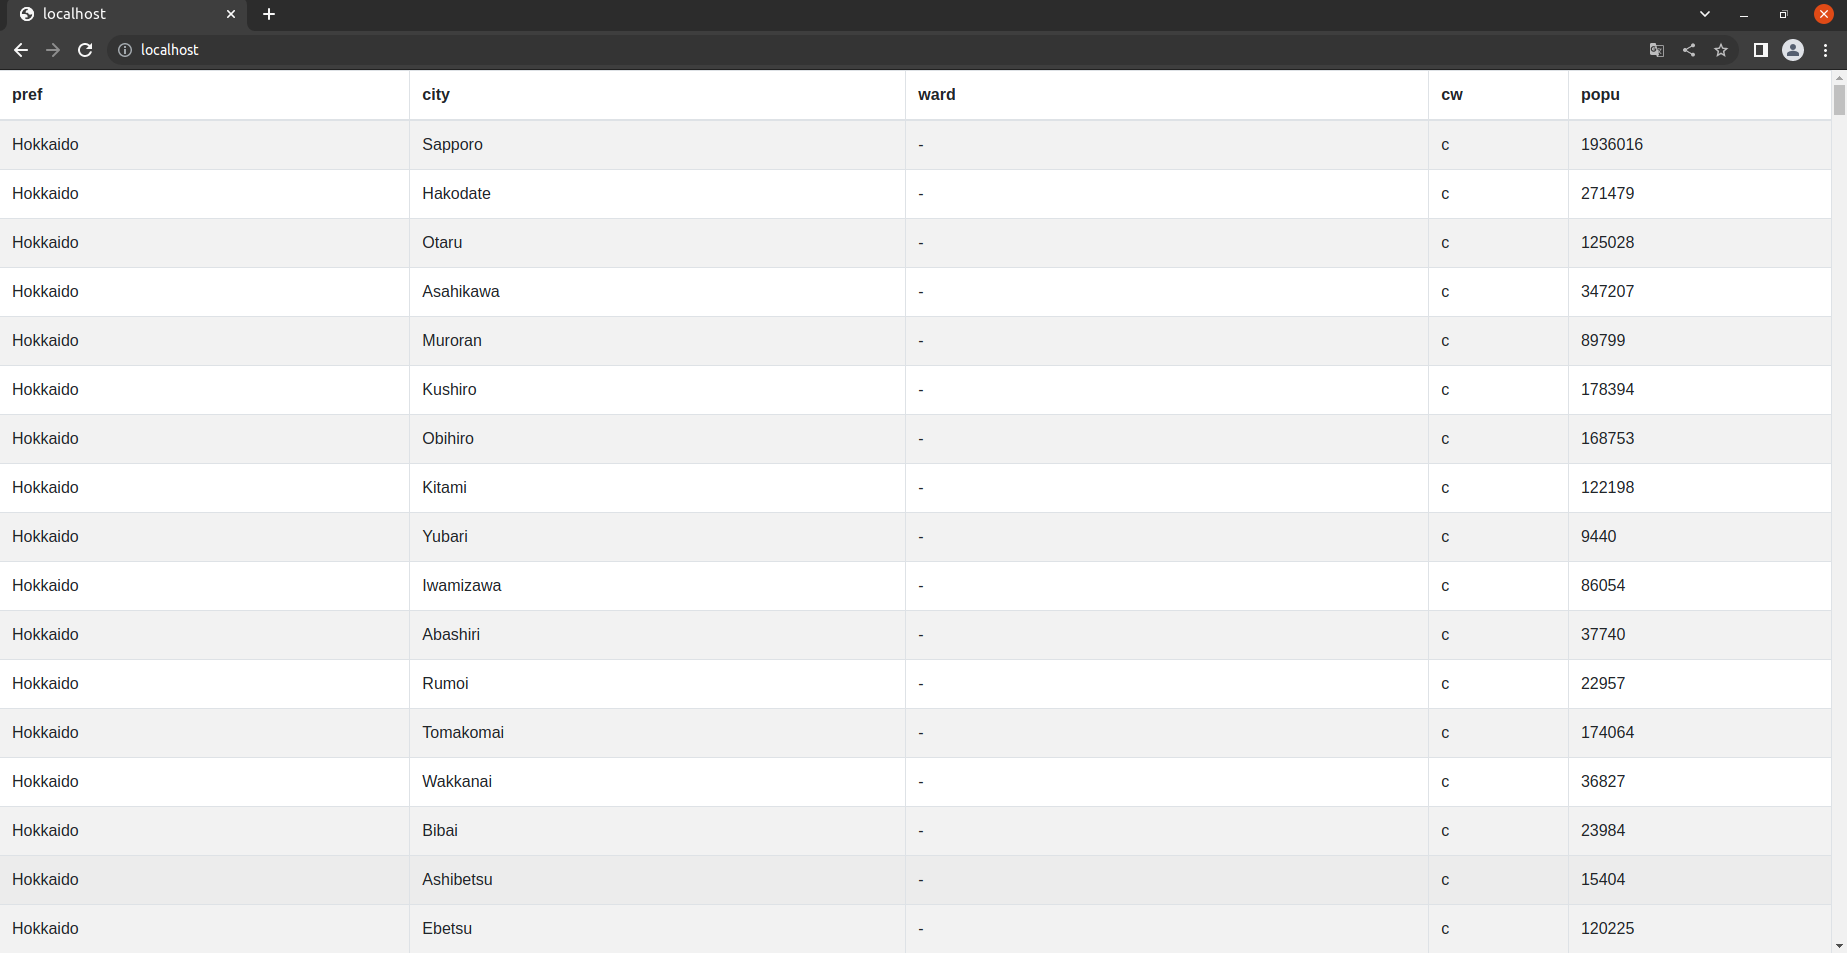 localhost
localhost
pref city ward cw popu
Hokkaido Sapporo - c 1936016
Hokkaido Hakodate - c 271479
Hokkaido Otaru - c 125028
Hokkaido Asahikawa - c 347207
Hokkaido Muroran - c 89799
Hokkaido Kushiro - c 178394
Hokkaido Obihiro - c 168753
Hokkaido Kitami - c 122198
Hokkaido Yubari - c 9440
Hokkaido Iwamizawa - c 86054
Hokkaido Abashiri - c 37740
Hokkaido Rumoi - c 22957
Hokkaido Tomakomai - c 174064
Hokkaido Wakkanai - c 36827
Hokkaido Bibai - c 23984
Hokkaido Ashibetsu - c 15404
Hokkaido Ebetsu - c 120225